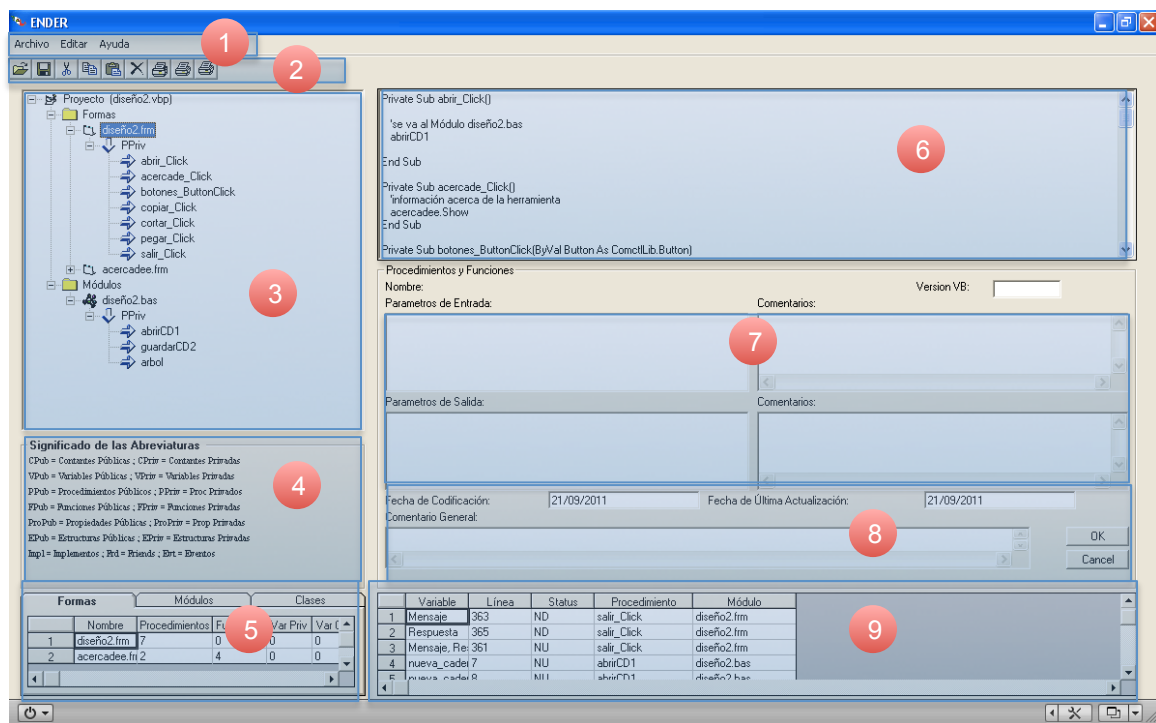 ENDER
Archivo Editar Ayuda
1
2
Proyecto (diseño2.vbp)
Formas
diseño2.frm
PPriv
abrir_Click
acercade_Click
botones_ButtonClick
copiar_Click
cortar_Click
pegar_Click
salir_Click
acercadee.frm
Módulos
diseño2.bas
PPriv
abrirCD1
guardarCD2
arbol
3
Significado de las Abreviaturas
CPub = Contantes Públicas ; CPriv = Contantes Privadas
VPub = Variables Públicas ; VPriv = Variables Privadas
PPub = Procedimientos Públicos ; PPriv = Proc Privados
FPub = Funciones Públicas ; FPriv = Funciones Privadas
ProPub = Propiedades Públicas ; ProPriv = Prop Privadas
EPub = Estructuras Públicas ; EPriv = Estructuras Privadas
Impl = Implementos ; Frd = Friends ; Evt = Eventos
4
Formas Módulos Clases
Nombre Procedimientos Fu Var Priv Var
1 diseño2.frm 7 0 0 0
2 acercadee.fr 2 4 0 0
5
Private Sub abrir_Click()
'se va al Módulo diseño2.bas
abrirCD1
End Sub
Private Sub acercade_Click()
'información acerca de la herramienta
acercadee.Show
End Sub
Private Sub botones_ButtonClick(ByVal Button As ComctlLib.Button)
6
Procedimientos y Funciones
Nombre: Version VB:
Parametros de Entrada: Comentarios:
7
Parametros de Salida: Comentarios:
Fecha de Codificación: 21/09/2011 Fecha de Última Actualización: 21/09/2011
Comentario General:
8
OK
Cancel
Variable Línea Status Procedimiento Módulo
1 Mensaje 363 ND salir_Click diseño2.frm
2 Respuesta 365 ND salir_Click diseño2.frm
3 Mensaje, Re: 361 NU salir_Click diseño2.frm
4 nueva_cade 7 NU abrirCD1 diseño2.bas
5 nueva_cade 8 NU abrirCD1 diseño2.bas
9